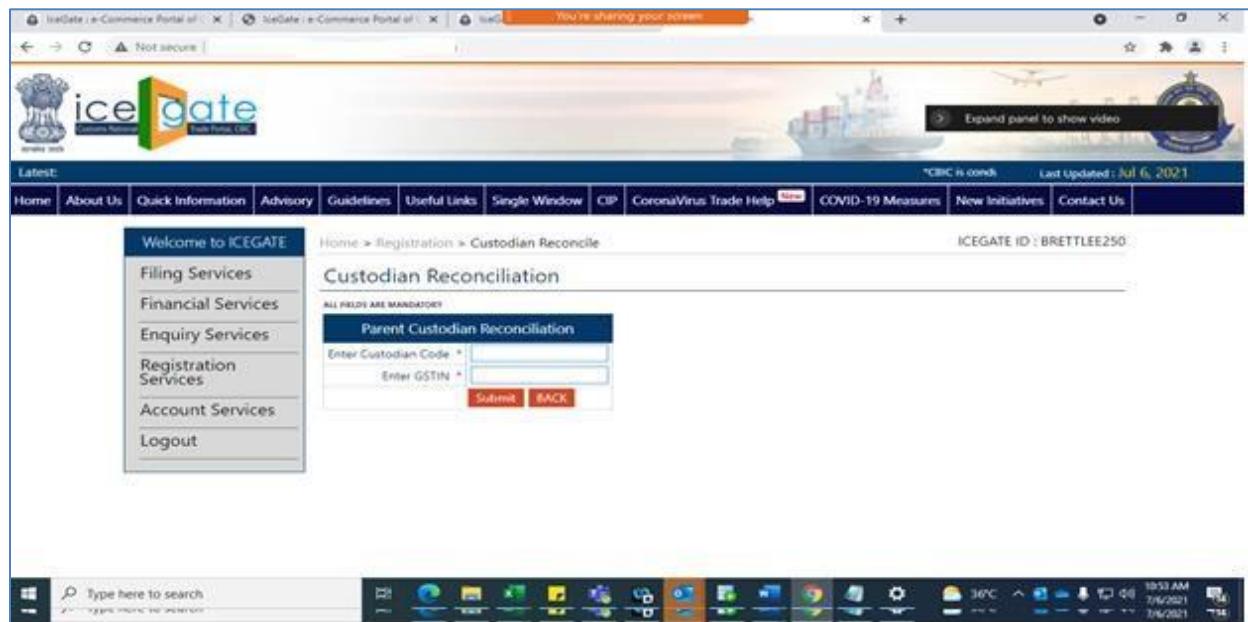 IceGate : e-Commerce Portal of
IceGate : e-Commerce Portal of
You're sharing your screen
Not secure
ice gate
Expand panel to show video
Latest:
*CBIC is condu
Last Updated : Jul 6, 2021
Home About Us Quick Information Advisory Guidelines Useful Links Single Window CIP CoronaVirus Trade Help New COVID-19 Measures New Initiatives Contact Us
Welcome to ICEGATE
Filing Services
Financial Services
Enquiry Services
Registration
Services
Account Services
Logout
Home » Registration » Custodian Reconcile
ICEGATE ID : BRETTLEE250
Custodian Reconciliation
ALL FIELDS ARE MANDATORY
Parent Custodian Reconciliation
Enter Custodian Code *
Enter GSTIN *
Submit BACK
Type here to search
36°C
10:53 AM
7/6/2021